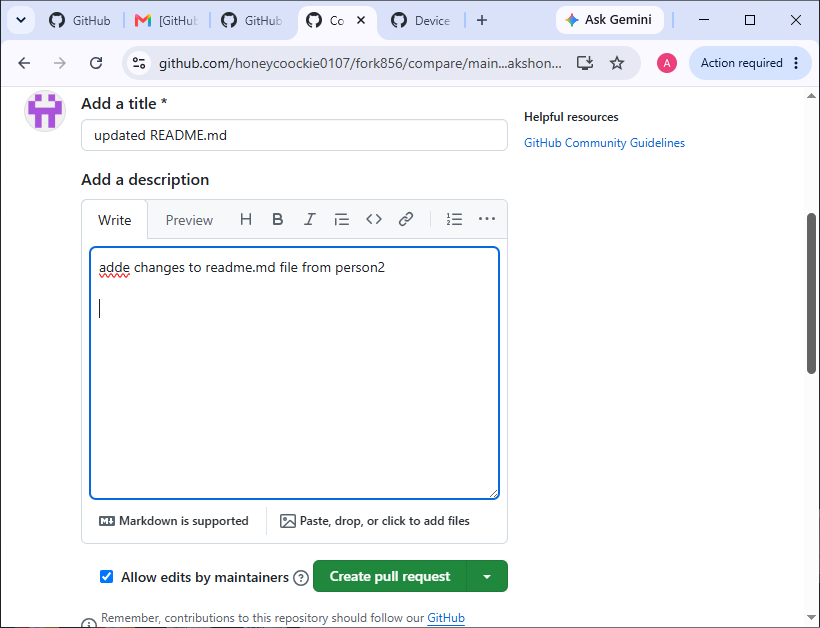 GitHub
[GitHub
GitHub
Co
Device
Ask Gemini
github.com/honeycoockie0107/fork856/compare/main...akshon...
A
Action required
Add a title *
updated README.md
Helpful resources
GitHub Community Guidelines
Add a description
Write
Preview
H
B
I
adde changes to readme.md file from person2
Markdown is supported
Paste, drop, or click to add files
Allow edits by maintainers
Create pull request
Remember, contributions to this repository should follow our GitHub